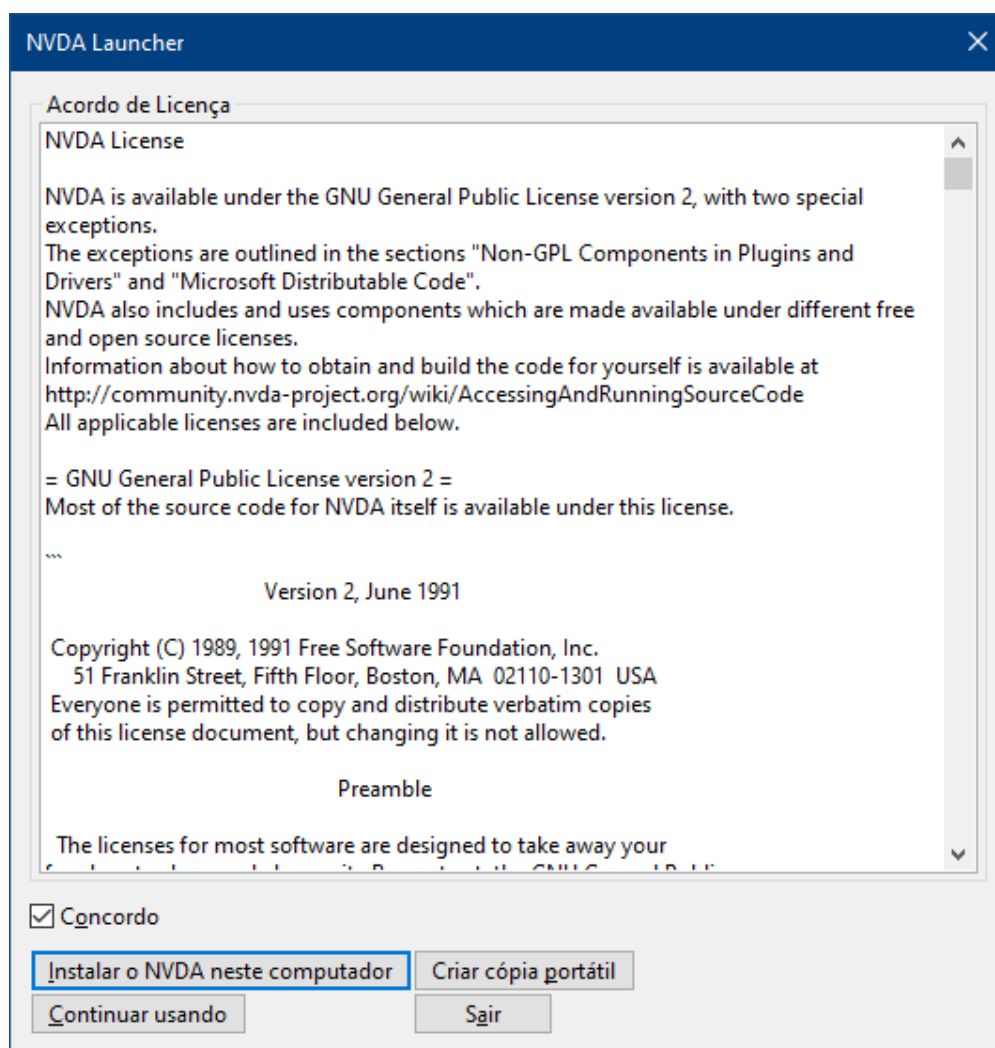 NVDA Launcher
Acordo de Licença
NVDA License
NVDA is available under the GNU General Public License version 2, with two special
exceptions.
The exceptions are outlined in the sections "Non-GPL Components in Plugins and
Drivers" and "Microsoft Distributable Code".
NVDA also includes and uses components which are made available under different free
and open source licenses.
Information about how to obtain and build the code for yourself is available at
http://community.nvda-project.org/wiki/AccessingAndRunningSourceCode
All applicable licenses are included below.
= GNU General Public License version 2 =
Most of the source code for NVDA itself is available under this license.
```
Version 2, June 1991
Copyright (C) 1989, 1991 Free Software Foundation, Inc.
51 Franklin Street, Fifth Floor, Boston, MA 02110-1301 USA
Everyone is permitted to copy and distribute verbatim copies
of this license document, but changing it is not allowed.
Preamble
The licenses for most software are designed to take away your
Concordo
Instalar o NVDA neste computador
Criar cópia portátil
Continuar usando
Sair